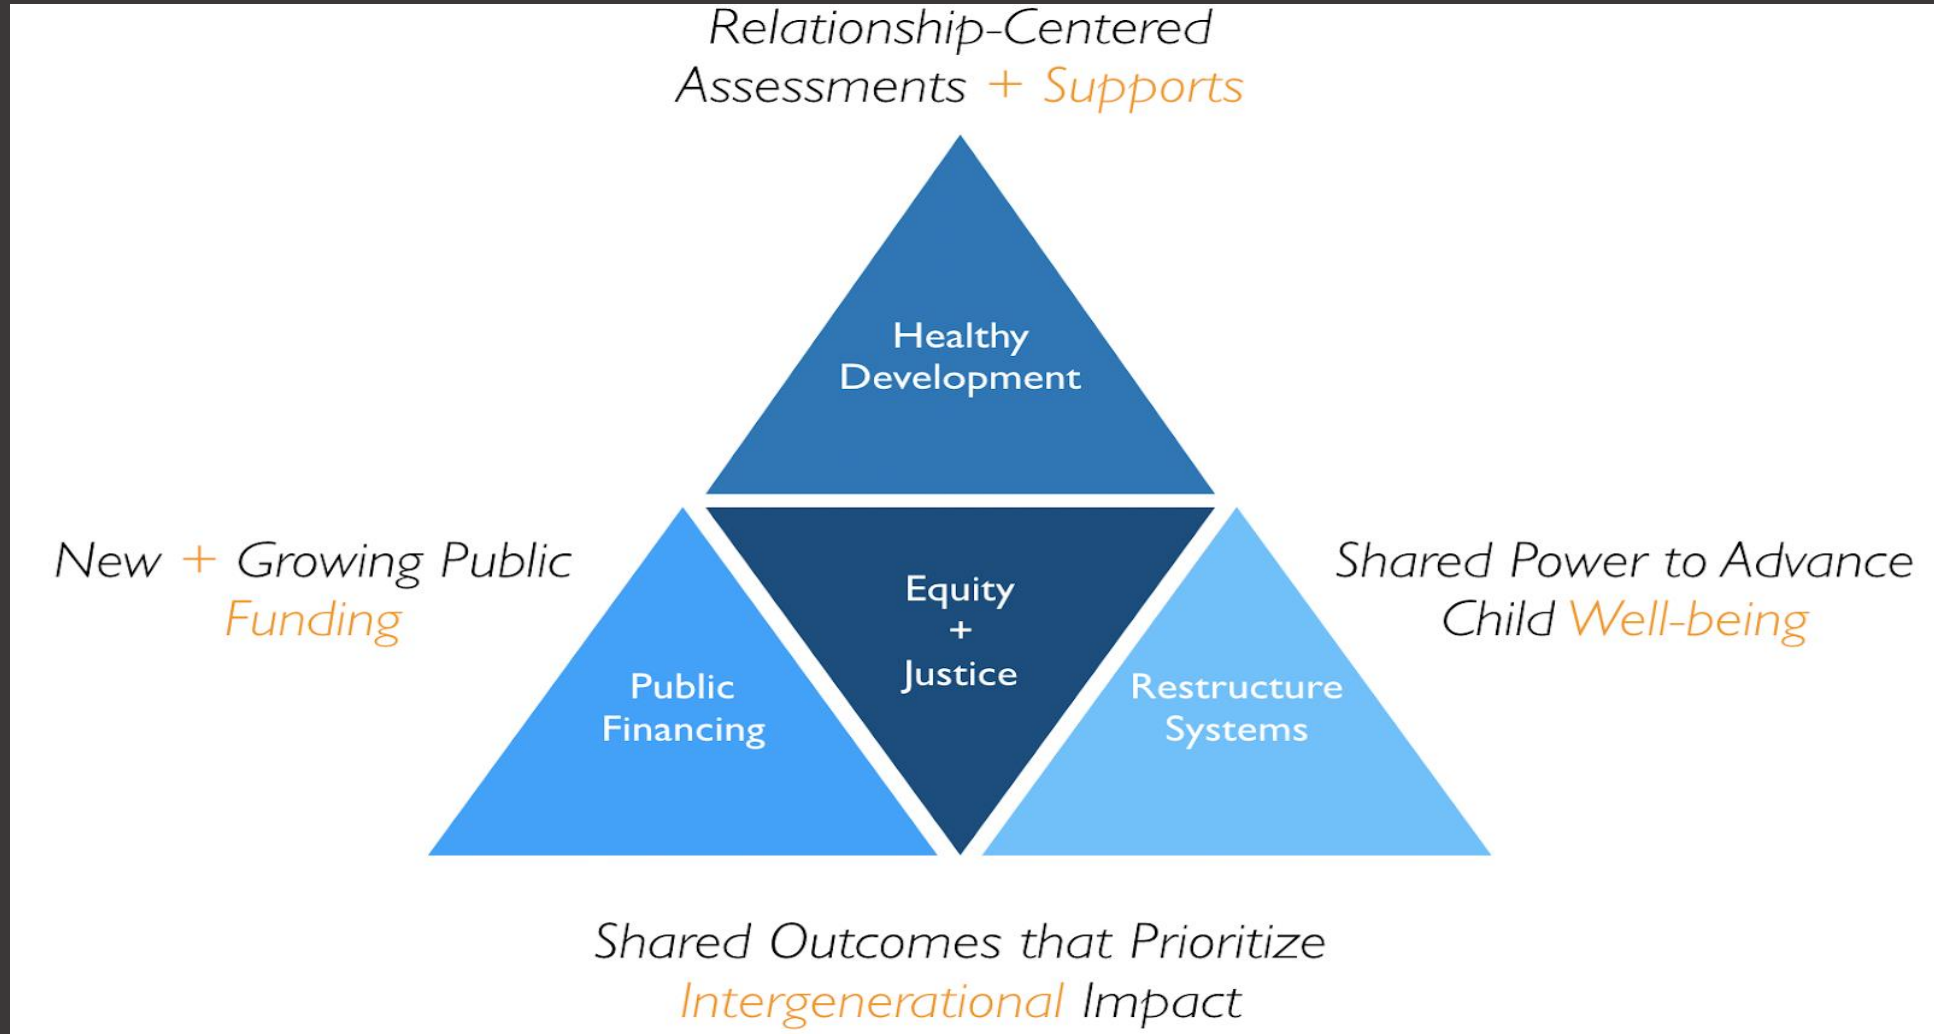 Relationship-Centered
Assessments + Supports
Healthy
Development
New + Growing Public
Funding
Shared Power to Advance
Child Well-being
Equity
+
Justice
Public
Financing
Restructure
Systems
Shared Outcomes that Prioritize
Intergenerational Impact